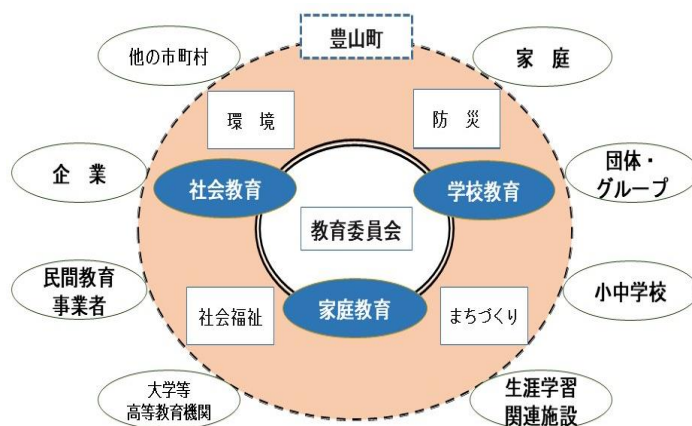 豊山町
他の市町村
家　庭
環　境
防　災
企　業
社会教育
学校教育
団体・
グループ
教育委員会
民間教育
事業者
小中学校
社会福祉
家庭教育
まちづくり
大学等
高等教育機関
生涯学習
関連施設